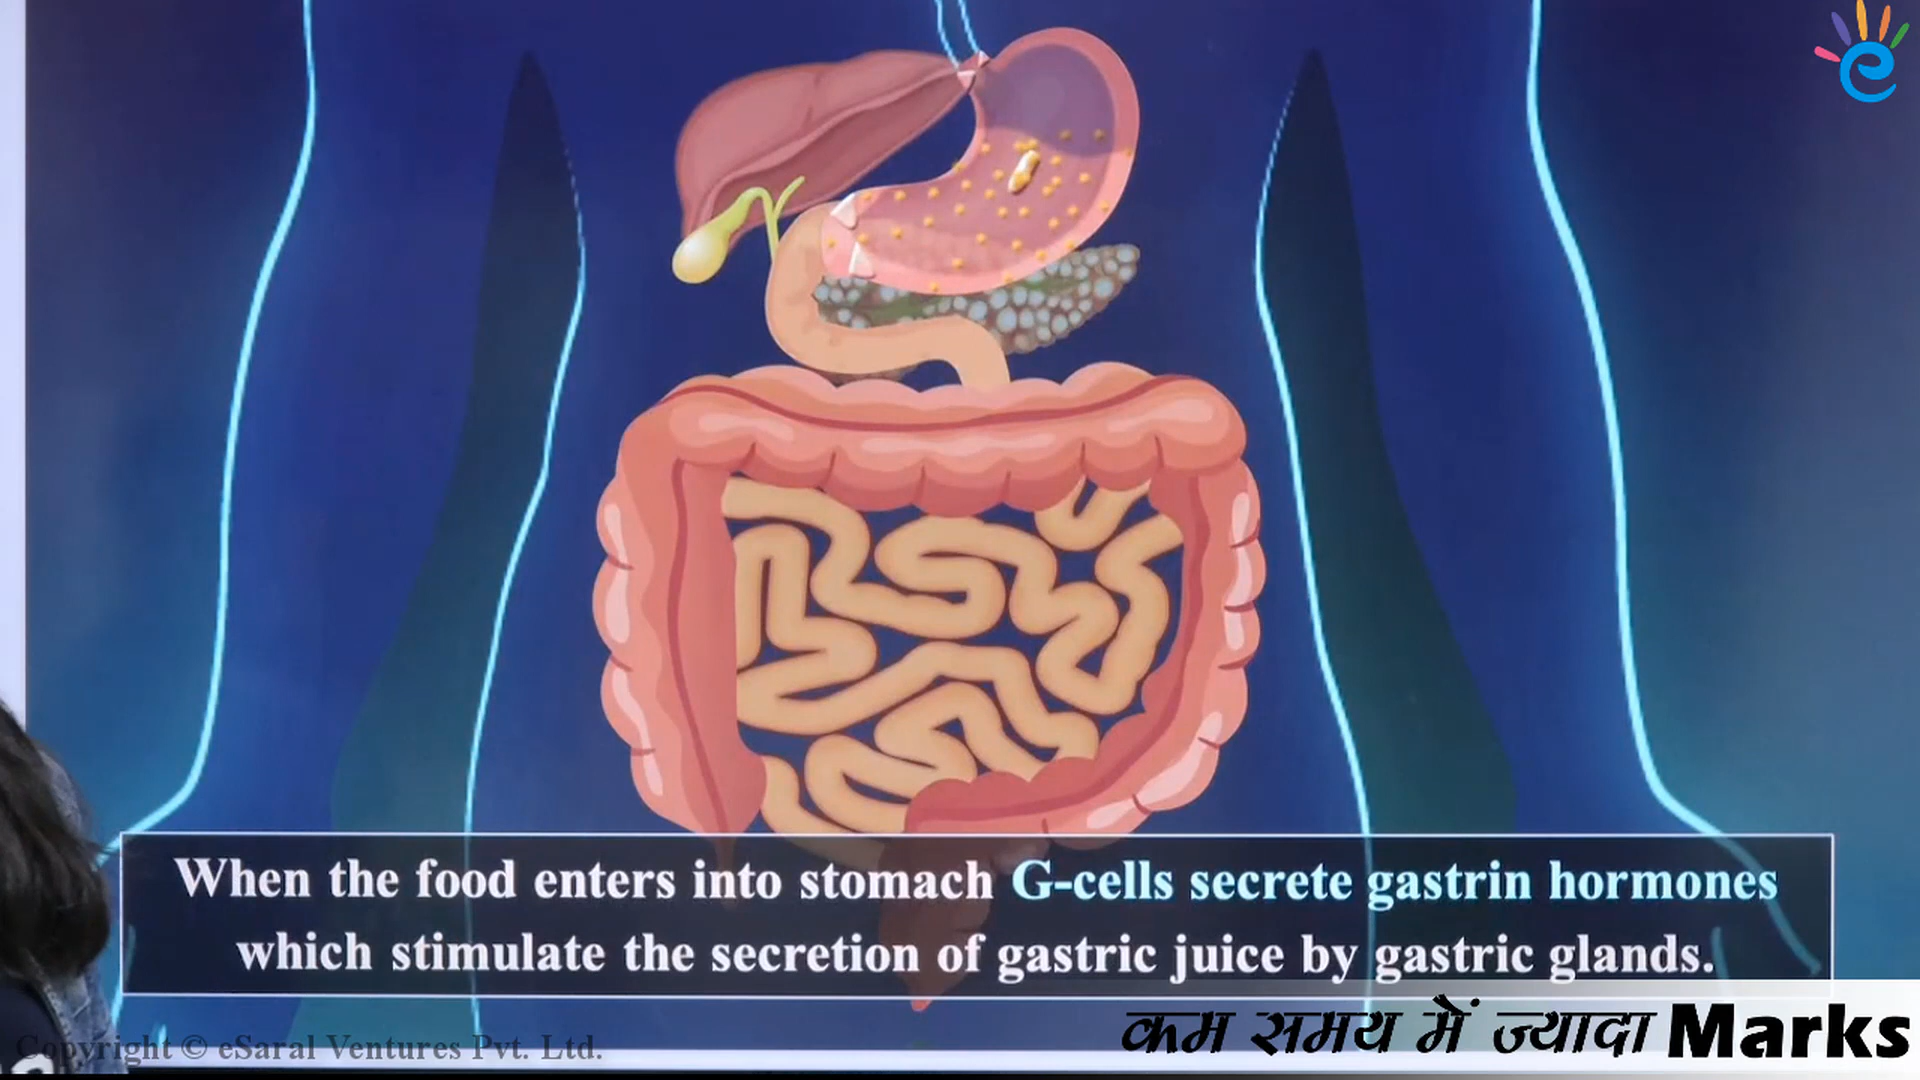 When the food enters into stomach G-cells secrete gastrin hormones
which stimulate the secretion of gastric juice by gastric glands.
कम समय में ज्यादा Marks
Copyright © eSaral Ventures Pvt. Ltd.